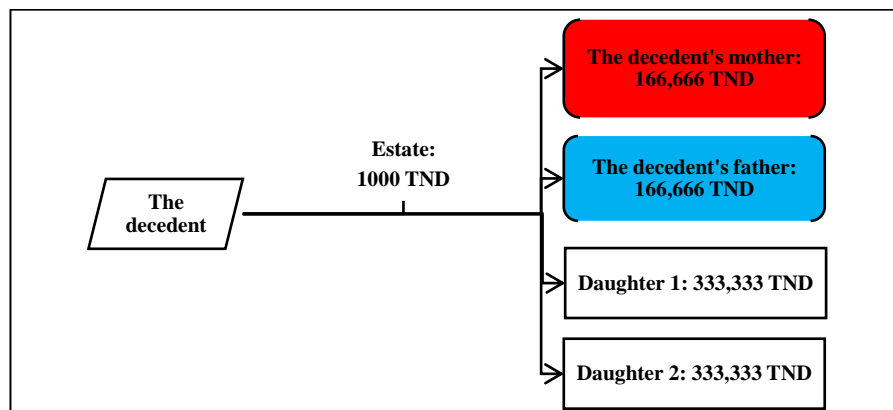 The decedent's mother:
166,666 TND
Estate:
1000 TND
The decedent's father:
166,666 TND
The
decedent
Daughter 1: 333,333 TND
Daughter 2: 333,333 TND